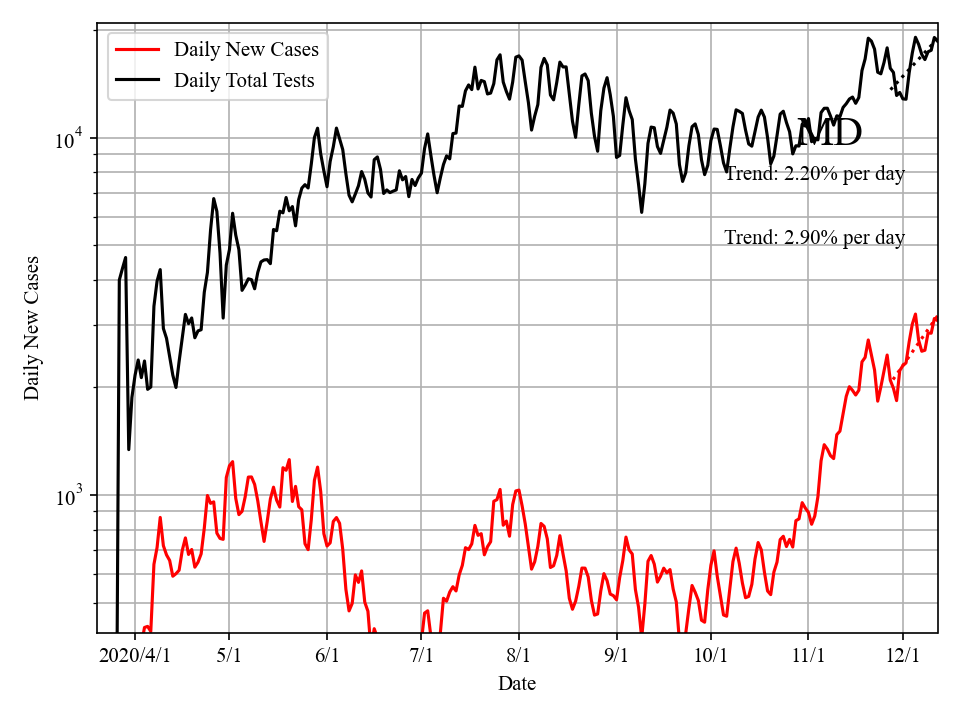 Daily New Cases
Daily Total Tests
MD
Trend: 2.20% per day
Trend: 2.90% per day
Daily New Cases
10^4
10^3
2020/4/1 5/1 6/1 7/1 8/1 9/1 10/1 11/1 12/1
Date